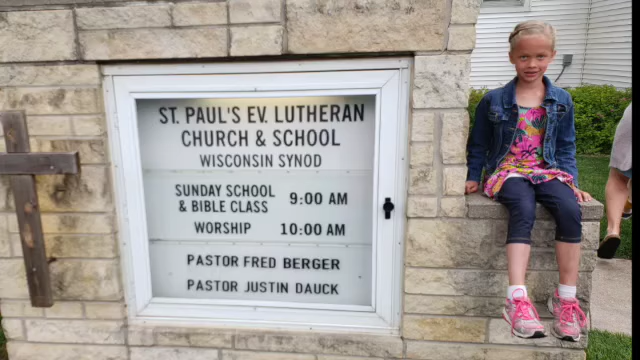 ST. PAUL'S EV. LUTHERAN
CHURCH & SCHOOL
WISCONSIN SYNOD
SUNDAY SCHOOL
& BIBLE CLASS 9:00 AM
WORSHIP 10:00 AM
PASTOR FRED BERGER
PASTOR JUSTIN DAUCK